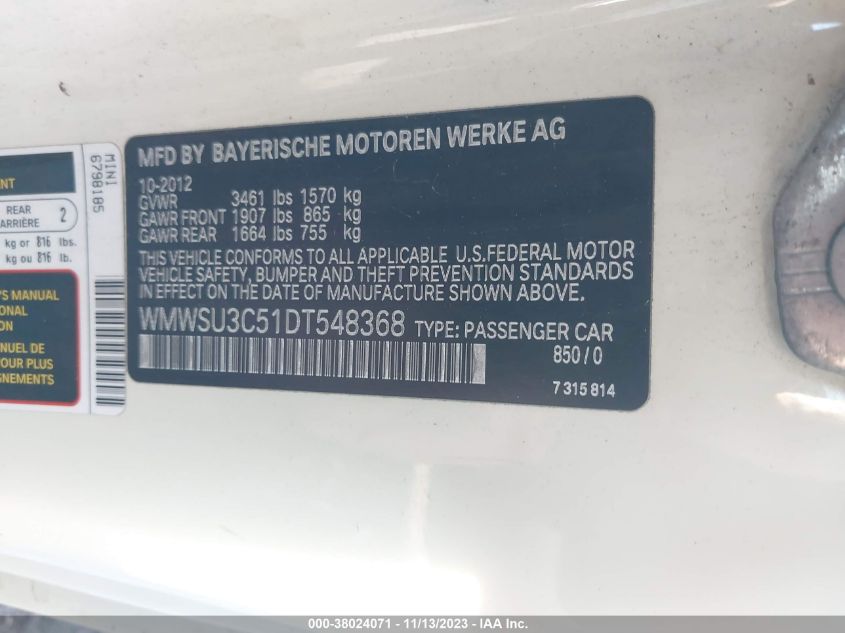 MFD BY BAYERISCHE MOTOREN WERKE AG
10-2012
GVWR 3461 lbs 1570 kg
GAWR FRONT 1907 lbs 865 kg
GAWR REAR 1664 lbs 755 kg
THIS VEHICLE CONFORMS TO ALL APPLICABLE U.S.FEDERAL MOTOR
VEHICLE SAFETY, BUMPER AND THEFT PREVENTION STANDARDS
IN EFFECT ON THE DATE OF MANUFACTURE SHOWN ABOVE.
WMWSU3C51DT548368 TYPE: PASSENGER CAR
850/0
7 315 814
MINI
6798185
NT
REAR 2
ARRIÈRE
kg or 816 lbs.
kg ou 816 lb.
'S MANUAL
ONAL
NUEL DE
POUR PLUS
IGNEMENTS
000-38024071 - 11/13/2023 - IAA Inc.